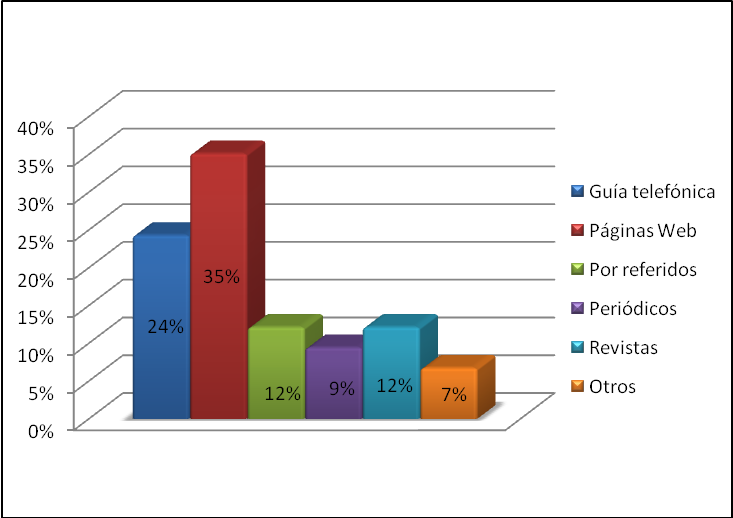 40%
35%
30%
25%
20%
15%
10%
5%
0%
24%
35%
12%
9%
12%
7%
Guía telefónica
Páginas Web
Por referidos
Periódicos
Revistas
Otros